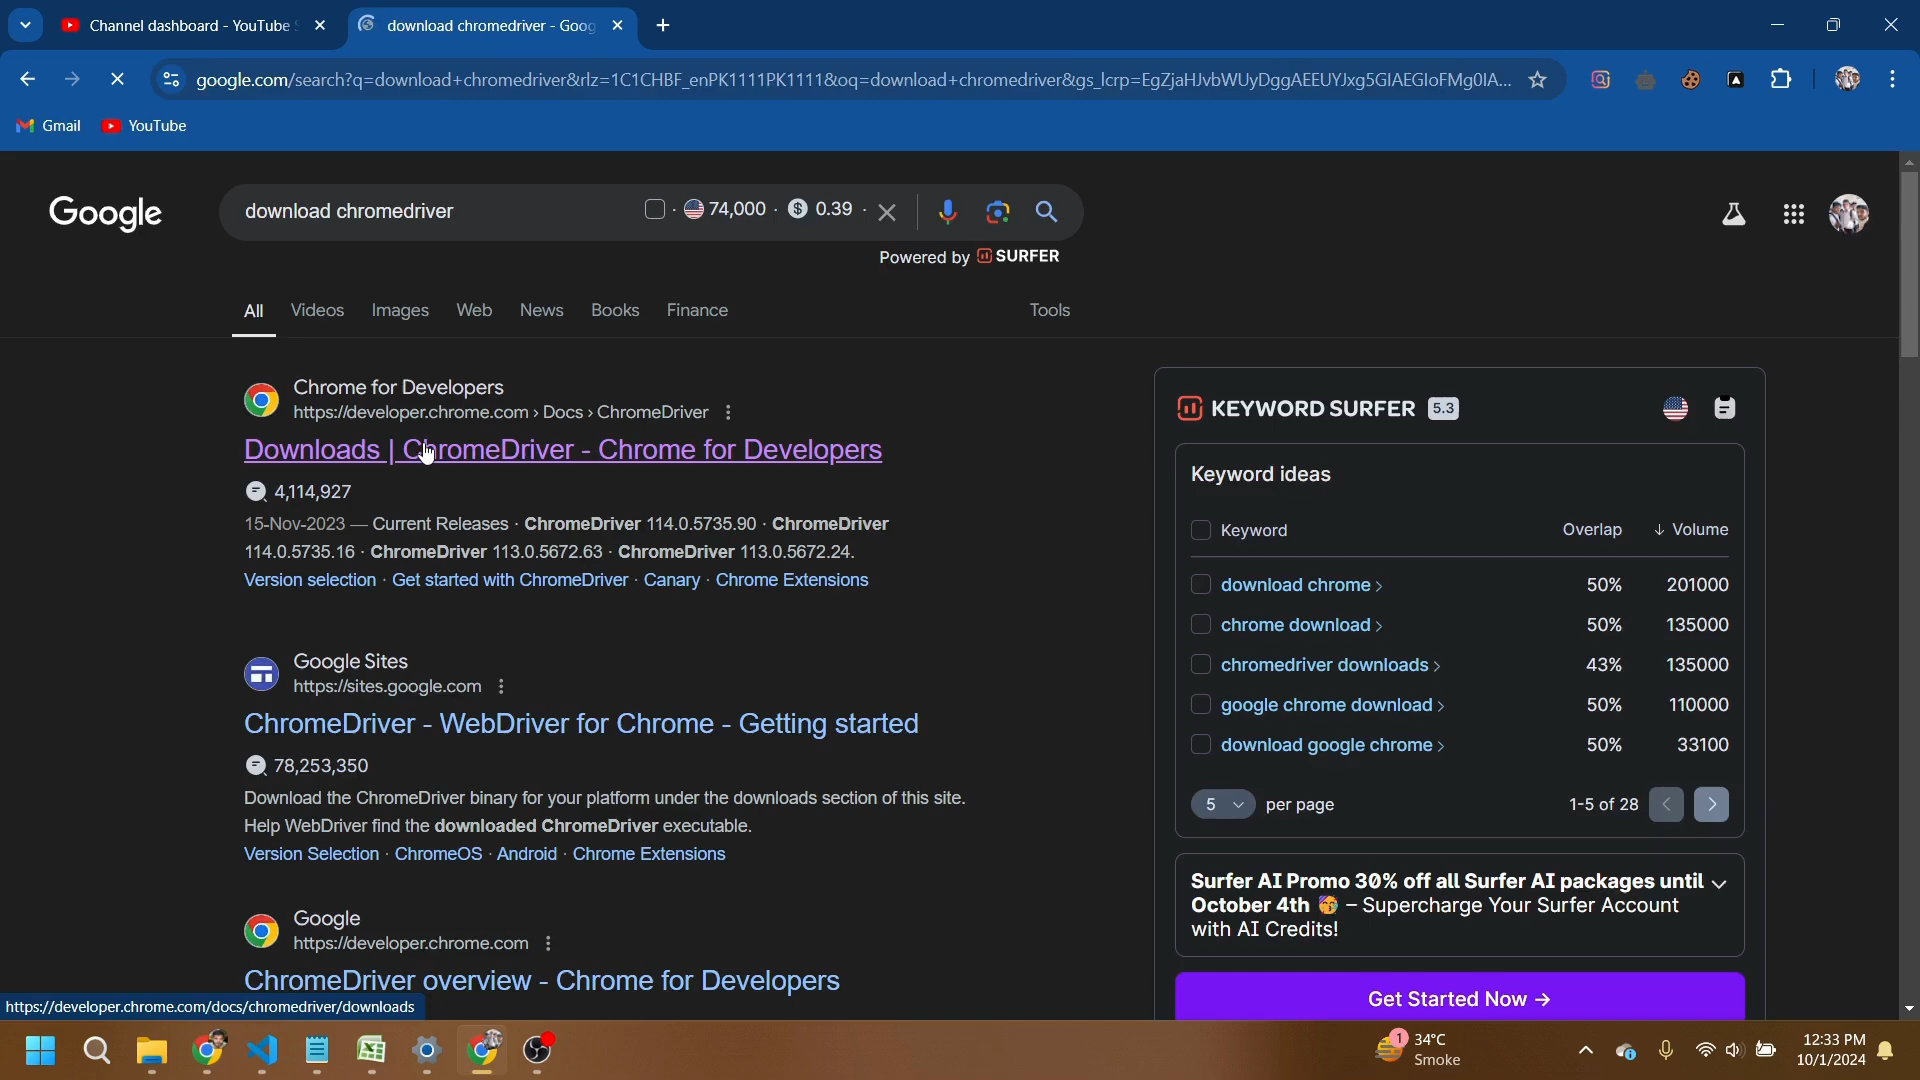 Channel dashboard - YouTube S
download chromedriver - Goog
google.com/search?q=download+chromedriver&rlz=1C1CHBF_enPK1111PK1111&oq=download+chromedriver&gs_lcrp=EgZjaHJvbWUyDggAEEUYJxg5GIAEGIoFMg0IA...
Gmail
YouTube
Google
download chromedriver
· 74,000 · 0.39 ·
Powered by SURFER
All
Videos
Images
Web
News
Books
Finance
Tools
Chrome for Developers
https://developer.chrome.com › Docs › ChromeDriver
Downloads | ChromeDriver - Chrome for Developers
4,114,927
15-Nov-2023 — Current Releases · ChromeDriver 114.0.5735.90 · ChromeDriver
114.0.5735.16 · ChromeDriver 113.0.5672.63 · ChromeDriver 113.0.5672.24.
Version selection · Get started with ChromeDriver · Canary · Chrome Extensions
Google Sites
https://sites.google.com
ChromeDriver - WebDriver for Chrome - Getting started
78,253,350
Download the ChromeDriver binary for your platform under the downloads section of this site.
Help WebDriver find the downloaded ChromeDriver executable.
Version Selection · ChromeOS · Android · Chrome Extensions
Google
https://developer.chrome.com
ChromeDriver overview - Chrome for Developers
KEYWORD SURFER 5.3
Keyword ideas
Keyword Overlap ↓ Volume
download chrome > 50% 201000
chrome download > 50% 135000
chromedriver downloads > 43% 135000
google chrome download > 50% 110000
download google chrome > 50% 33100
5 per page 1-5 of 28
Surfer AI Promo 30% off all Surfer AI packages until
October 4th 🥳 – Supercharge Your Surfer Account
with AI Credits!
Get Started Now →
https://developer.chrome.com/docs/chromedriver/downloads
1
34°C
Smoke
12:33 PM
10/1/2024